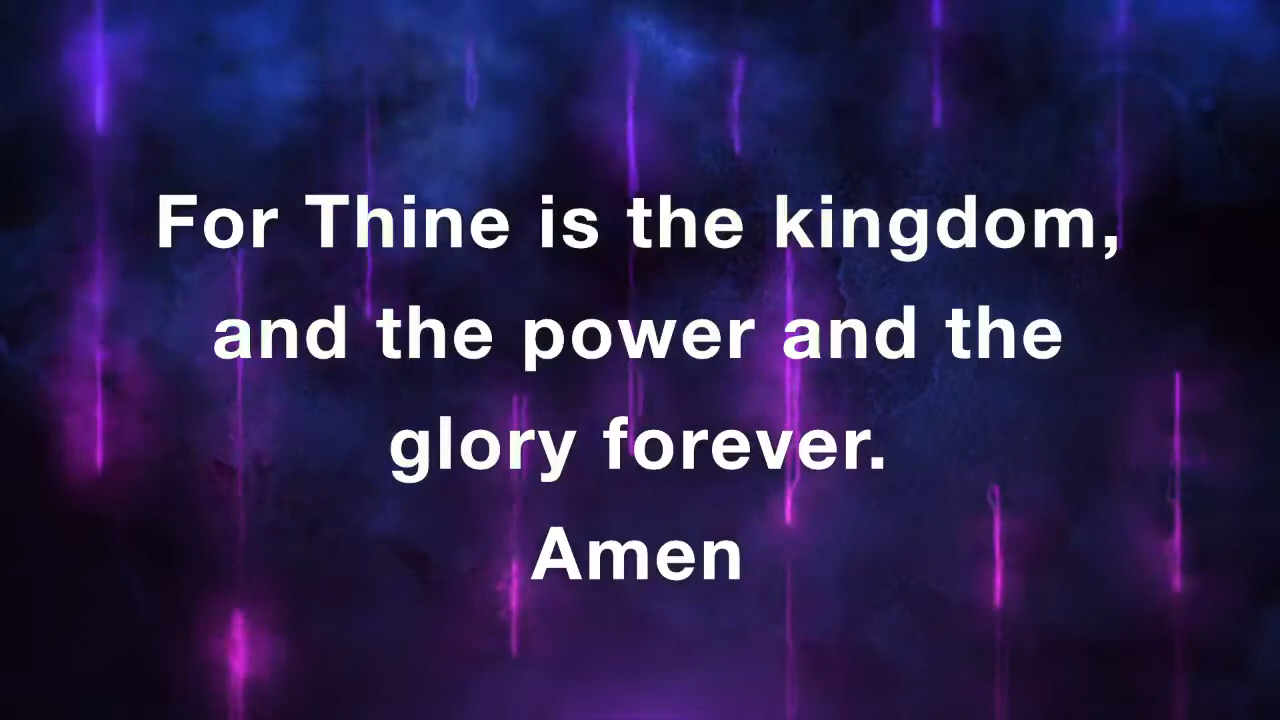 For Thine is the kingdom,
and the power and the
glory forever.
Amen